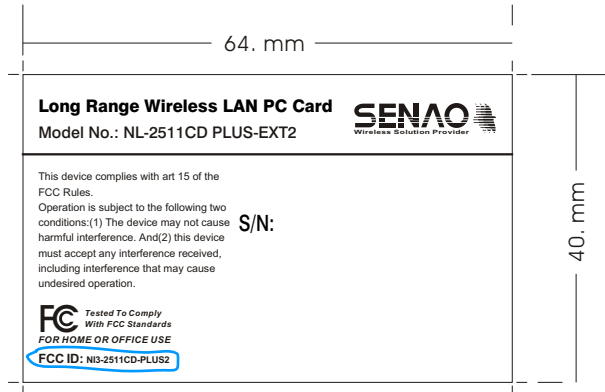 64. mm
Long Range Wireless LAN PC Card
Model No.: NL-2511CD PLUS-EXT2
SENAO
Wireless Solution Provider
This device complies with art 15 of the
FCC Rules.
Operation is subject to the following two
conditions:(1) The device may not cause
harmful interference. And(2) this device
must accept any interference received,
including interference that may cause
undesired operation.
S/N:
40. mm
FC Tested To Comply
With FCC Standards
FOR HOME OR OFFICE USE
FCC ID: NI3-2511CD-PLUS2